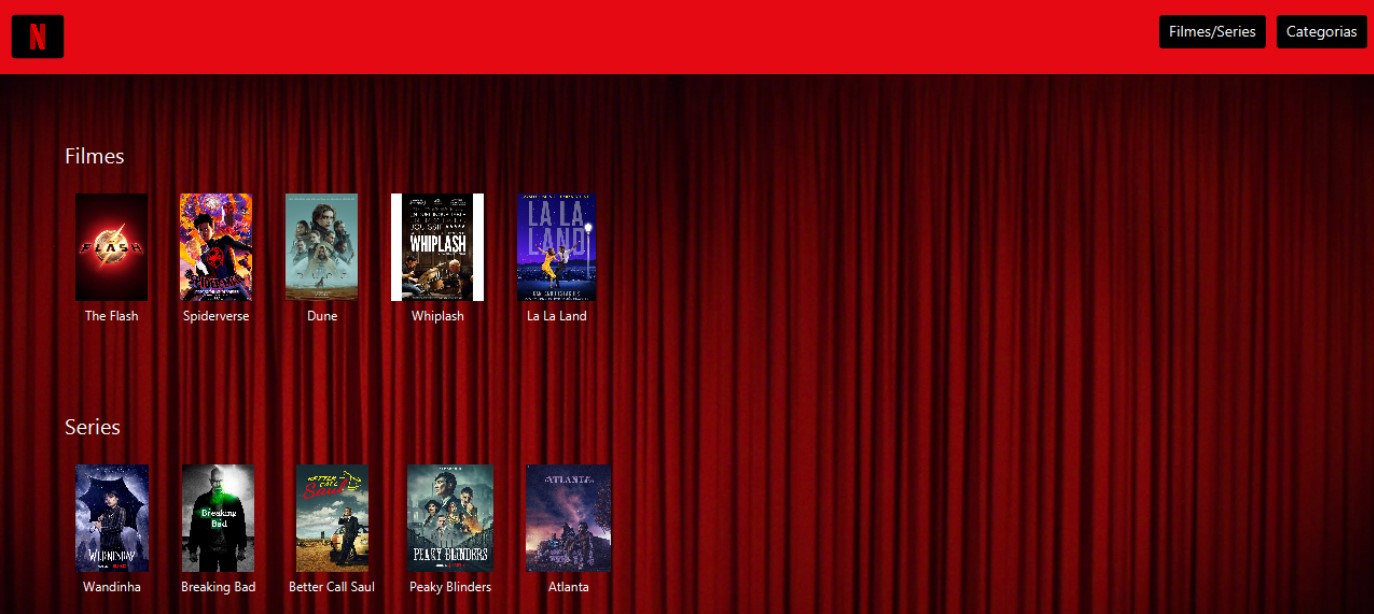 N
Filmes/Series
Categorias
Filmes
FLASH
WHIPLASH
LA LA
LAND
The Flash
Spiderverse
Dune
Whiplash
La La Land
Series
BETTER
CALL
Saul
ATLANTA
Breaking
Bad
WEDNESDAY
PEAKY BLINDERS
Wandinha
Breaking Bad
Better Call Saul
Peaky Blinders
Atlanta